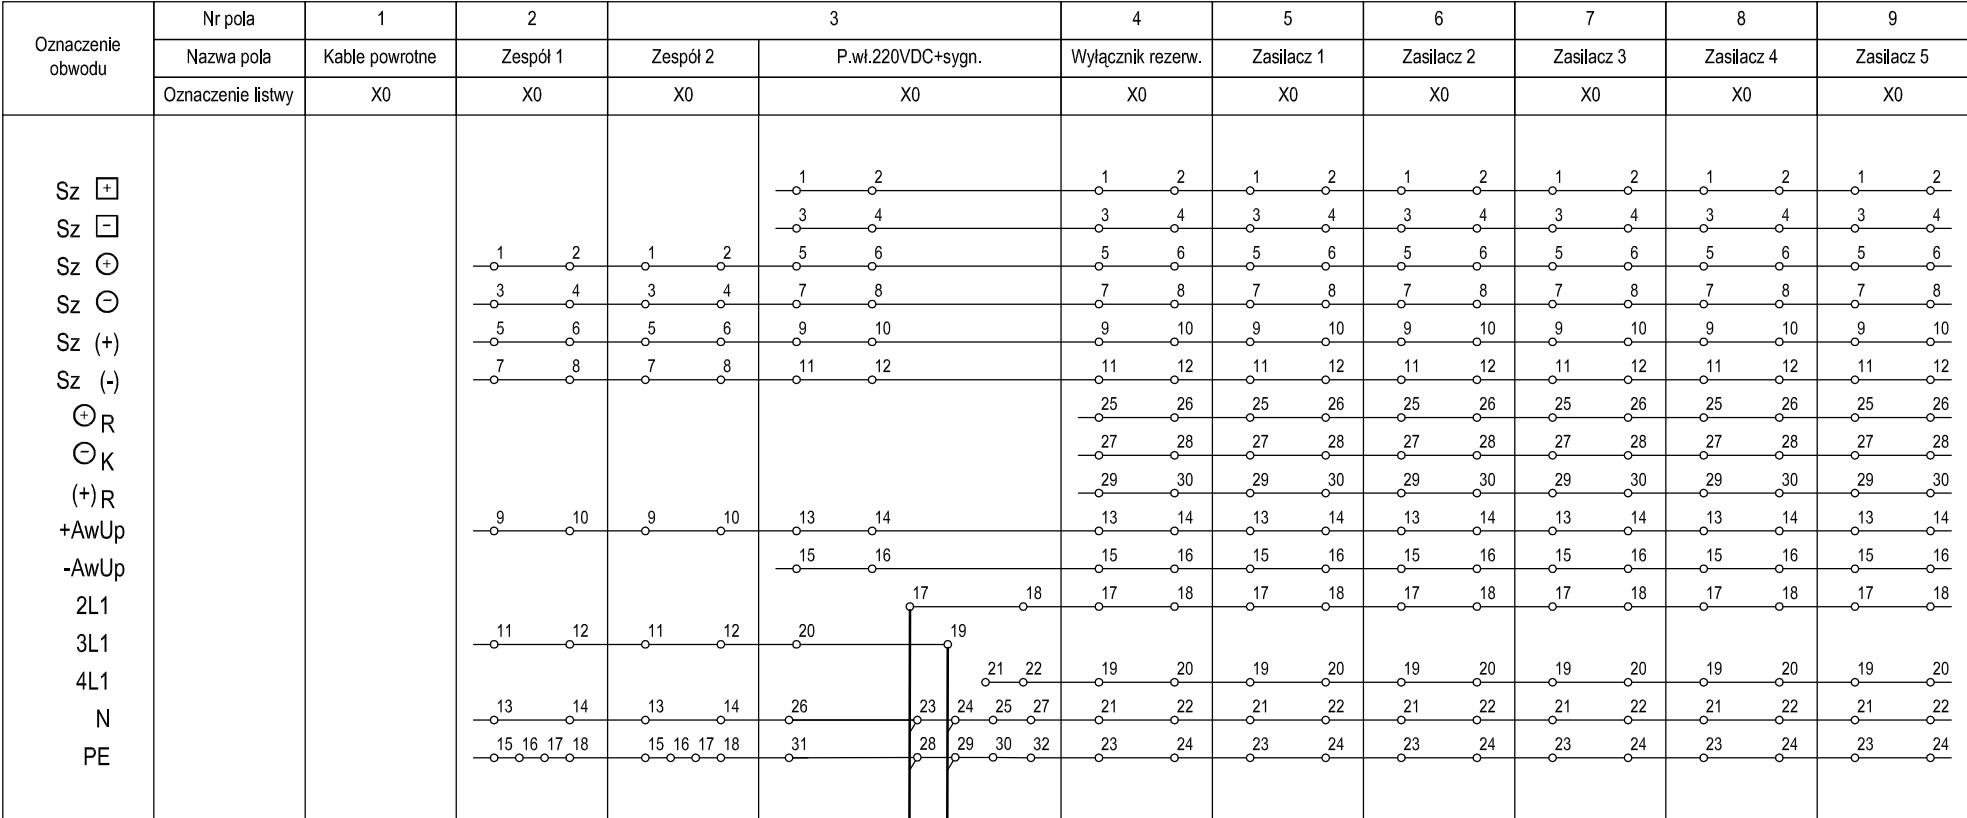 Nr pola 1 2 3 4 5 6 7 8 9
Oznaczenie obwodu
Nazwa pola Kable powrotne Zespół 1 Zespół 2 P.wł.220VDC+sygn. Wyłącznik rezerw. Zasilacz 1 Zasilacz 2 Zasilacz 3 Zasilacz 4 Zasilacz 5
Oznaczenie listwy X0 X0 X0 X0 X0 X0 X0 X0 X0 X0
Sz + 1 2 1 2 1 2 1 2 1 2 1 2 1 2
Sz - 3 4 3 4 3 4 3 4 3 4 3 4 3 4
Sz + 1 2 1 2 5 6 5 6 5 6 5 6 5 6 5 6 5 6
Sz - 3 4 3 4 7 8 7 8 7 8 7 8 7 8 7 8 7 8
Sz (+) 5 6 5 6 9 10 9 10 9 10 9 10 9 10 9 10 9 10
Sz (-) 7 8 7 8 11 12 11 12 11 12 11 12 11 12 11 12 11 12
+ R 25 26 25 26 25 26 25 26 25 26 25 26
- K 27 28 27 28 27 28 27 28 27 28 27 28
(+) R 29 30 29 30 29 30 29 30 29 30 29 30
+AwUp 9 10 9 10 13 14 13 14 13 14 13 14 13 14 13 14 13 14
-AwUp 15 16 15 16 15 16 15 16 15 16 15 16 15 16
2L1 17 18 17 18 17 18 17 18 17 18 17 18 17 18
3L1 11 12 11 12 20 19
4L1 21 22 19 20 19 20 19 20 19 20 19 20 19 20
N 13 14 13 14 26 23 24 25 27 21 22 21 22 21 22 21 22 21 22 21 22
PE 15 16 17 18 15 16 17 18 31 28 29 30 32 23 24 23 24 23 24 23 24 23 24 23 24